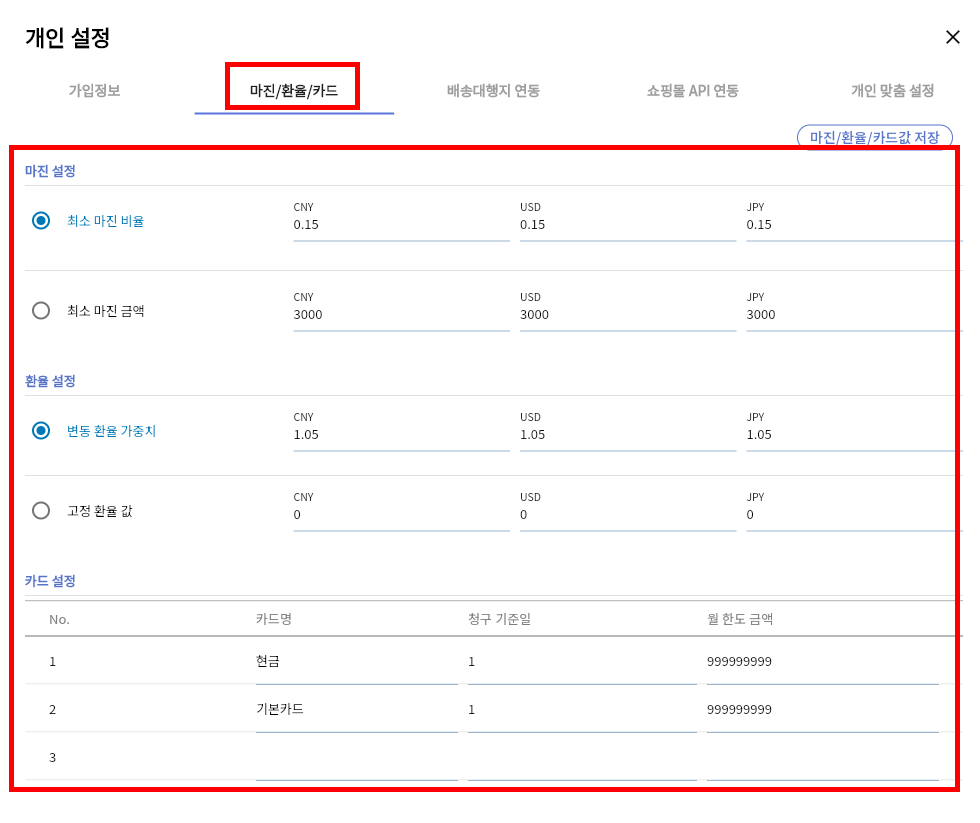 개인 설정
가입정보 마진/환율/카드 배송대행지 연동 쇼핑몰 API 연동 개인 맞춤 설정
마진/환율/카드값 저장
마진 설정
CNY USD JPY
최소 마진 비율 0.15 0.15 0.15
CNY USD JPY
최소 마진 금액 3000 3000 3000
환율 설정
CNY USD JPY
변동 환율 가중치 1.05 1.05 1.05
CNY USD JPY
고정 환율 값 0 0 0
카드 설정
No. 카드명 청구 기준일 월 한도 금액
1 현금 1 999999999
2 기본카드 1 999999999
3